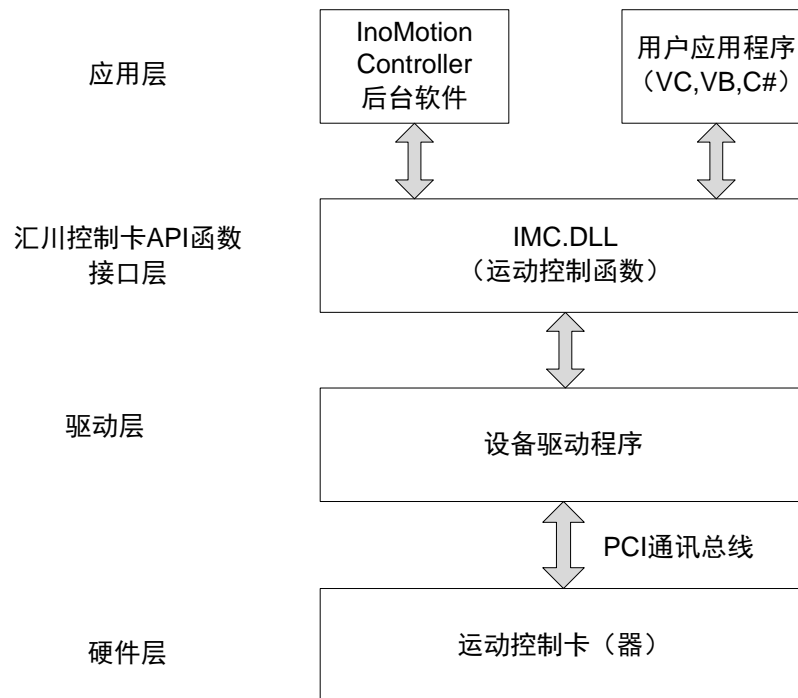 应用层
InoMotion
Controller
后台软件
用户应用程序
（VC,VB,C#）
汇川控制卡API函数
接口层
IMC.DLL
（运动控制函数）
驱动层
设备驱动程序
PCI通讯总线
硬件层
运动控制卡（器）